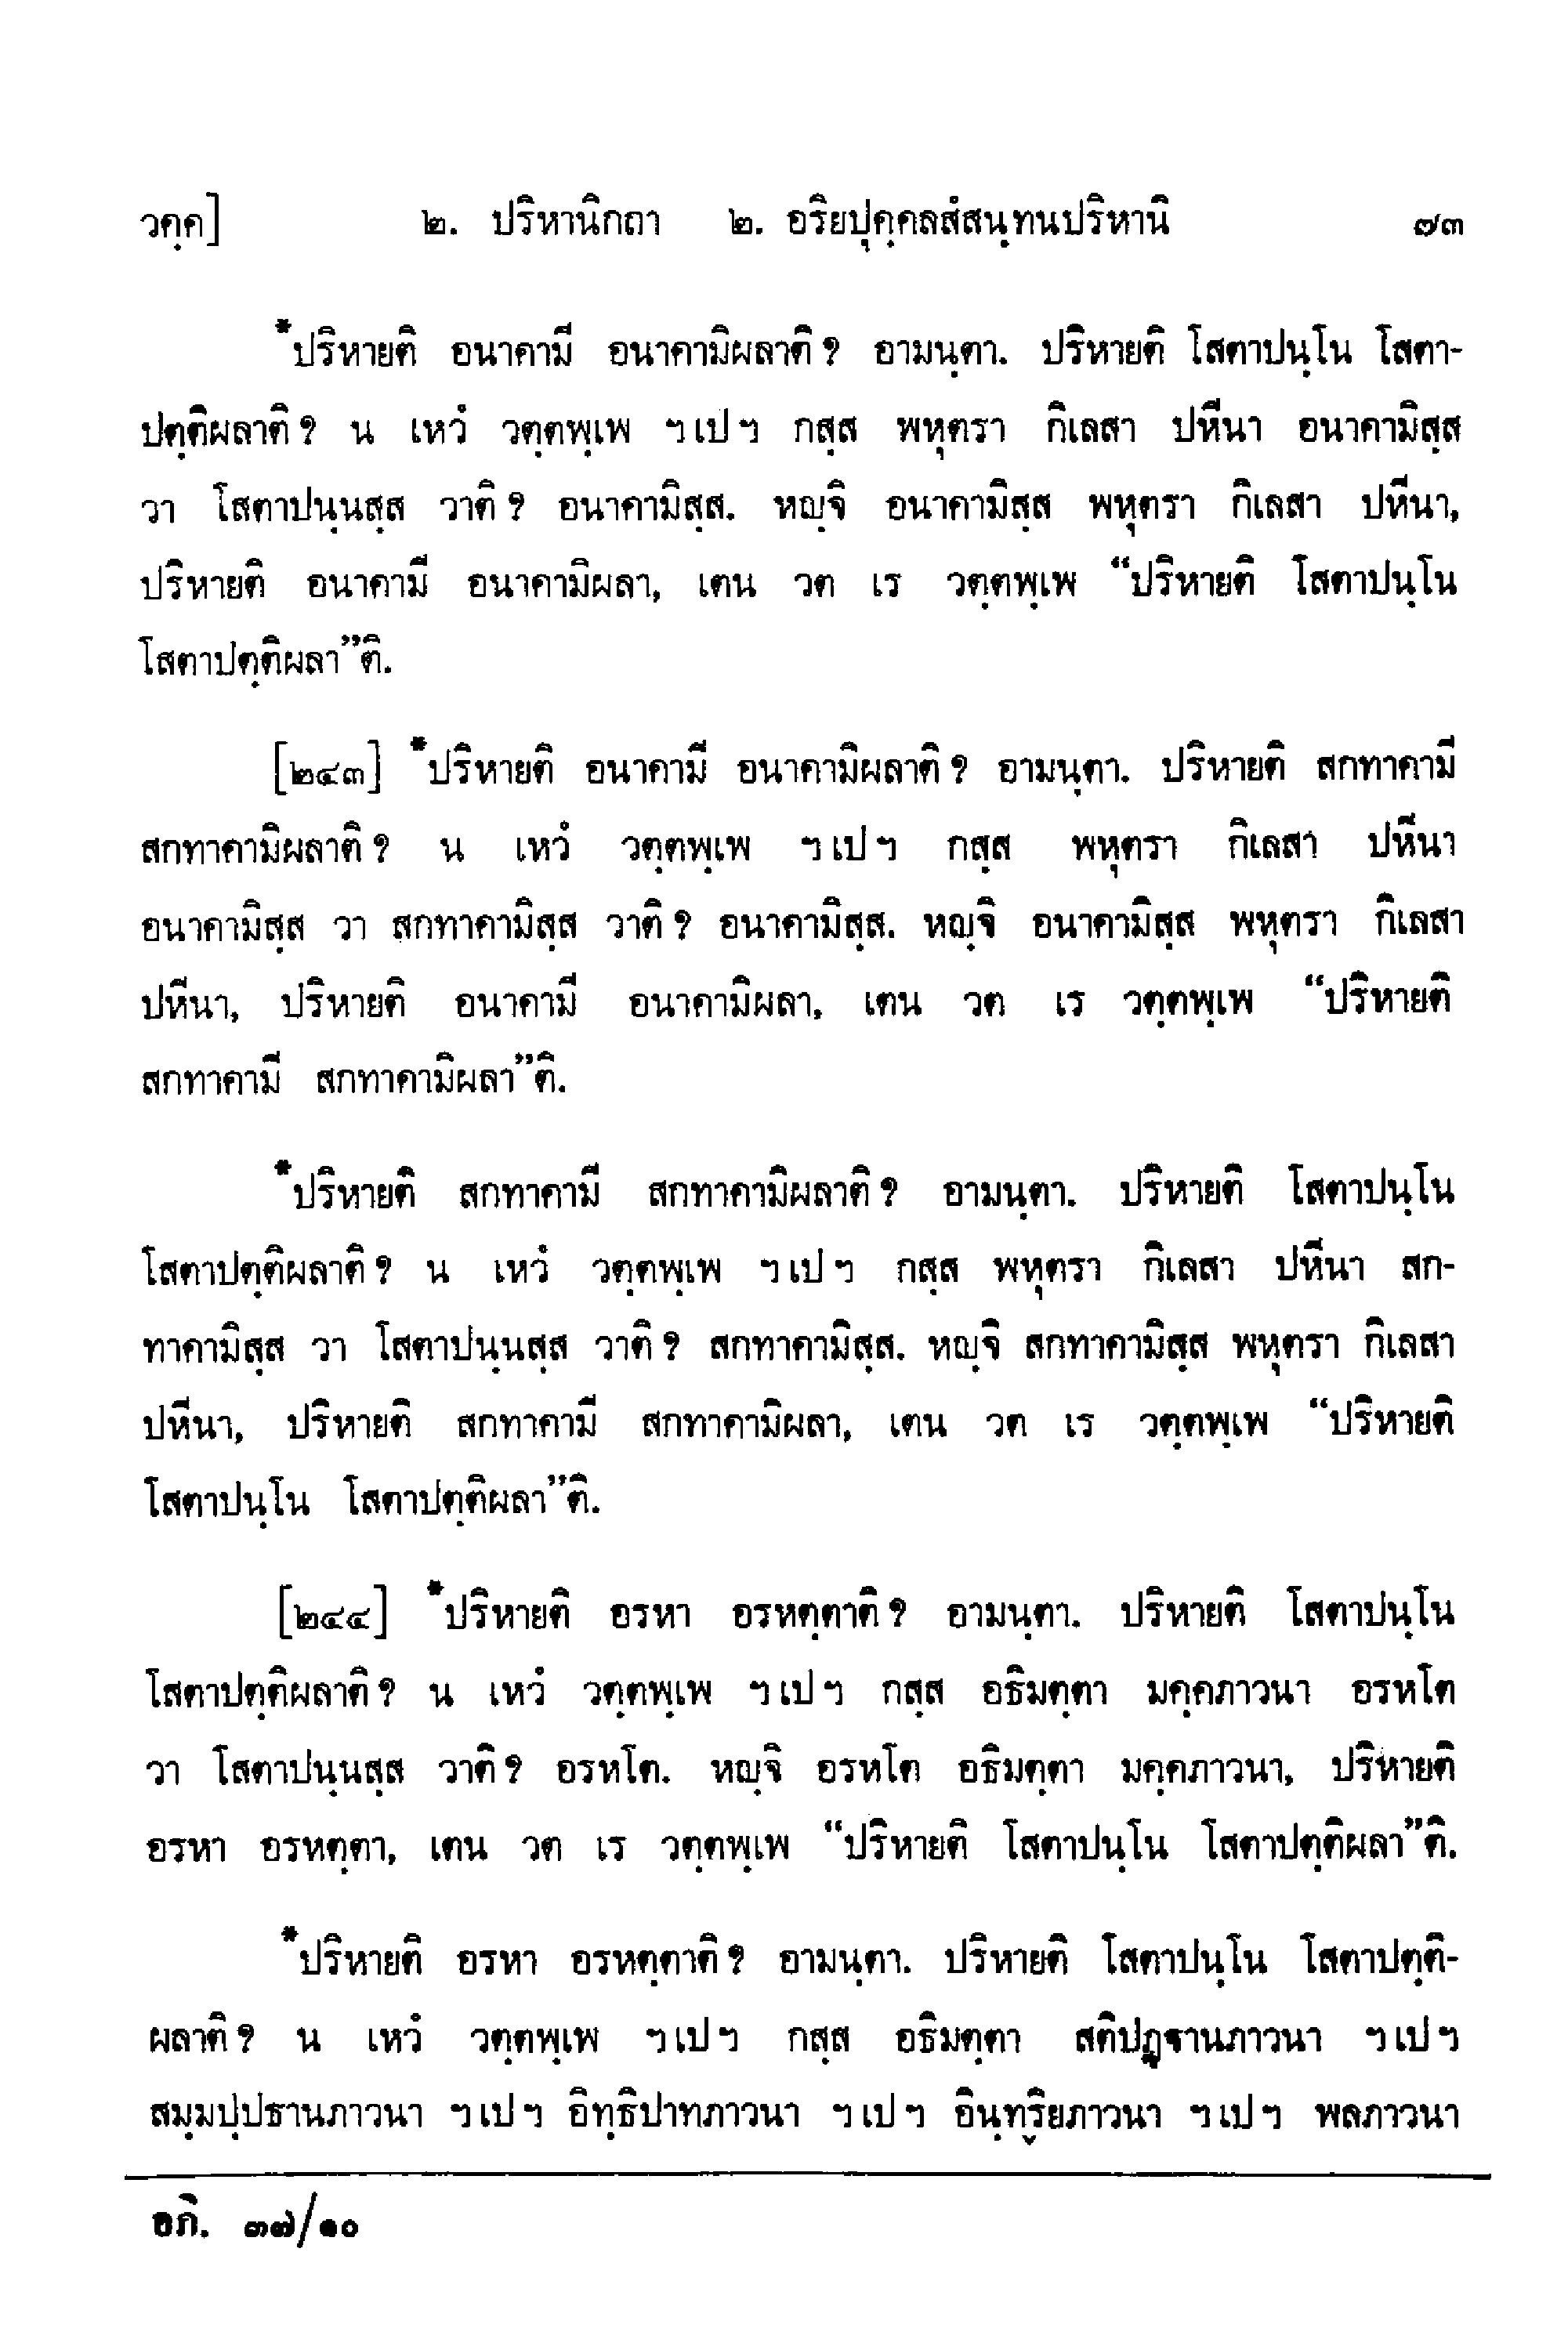 วคฺค] ๒. ปริหานิกถา ๒. อริยปุคฺคลสํสนฺทนปริหานิ ๗๓
*ปริหายติ อนาคามี อนาคามิผลาติ ? อามนฺตา. ปริหายติ โสตาปนฺโน โสตา-
ปตฺติผลาติ ? น เหวํ วตฺตพฺเพ ฯ เป ฯ กสฺส พหุตรา กิเลสา ปหีนา อนาคามิสฺส
วา โสตาปนฺนสฺส วาติ ? อนาคามิสฺส. หญฺจิ อนาคามิสฺส พหุตรา กิเลสา ปหีนา,
ปริหายติ อนาคามี อนาคามิผลา, เตน วต เร วตฺตพฺเพ “ปริหายติ โสตาปนฺโน
โสตาปตฺติผลา”ติ.
[๒๔๓] *ปริหายติ อนาคามี อนาคามิผลาติ ? อามนฺตา. ปริหายติ สกทาคามี
สกทาคามิผลาติ ? น เหวํ วตฺตพฺเพ ฯ เป ฯ กสฺส พหุตรา กิเลสา ปหีนา
อนาคามิสฺส วา สกทาคามิสฺส วาติ ? อนาคามิสฺส. หญฺจิ อนาคามิสฺส พหุตรา กิเลสา
ปหีนา, ปริหายติ อนาคามี อนาคามิผลา, เตน วต เร วตฺตพฺเพ “ปริหายติ
สกทาคามี สกทาคามิผลา”ติ.
*ปริหายติ สกทาคามี สกทาคามิผลาติ ? อามนฺตา. ปริหายติ โสตาปนฺโน
โสตาปตฺติผลาติ ? น เหวํ วตฺตพฺเพ ฯ เป ฯ กสฺส พหุตรา กิเลสา ปหีนา สก-
ทาคามิสฺส วา โสตาปนฺนสฺส วาติ ? สกทาคามิสฺส. หญฺจิ สกทาคามิสฺส พหุตรา กิเลสา
ปหีนา, ปริหายติ สกทาคามี สกทาคามิผลา, เตน วต เร วตฺตพฺเพ “ปริหายติ
โสตาปนฺโน โสตาปตฺติผลา”ติ.
[๒๔๔] *ปริหายติ อรหา อรหตฺตาติ ? อามนฺตา. ปริหายติ โสตาปนฺโน
โสตาปตฺติผลาติ ? น เหวํ วตฺตพฺเพ ฯ เป ฯ กสฺส อธิมตฺตา มคฺคภาวนา อรหโต
วา โสตาปนฺนสฺส วาติ ? อรหโต. หญฺจิ อรหโต อธิมตฺตา มคฺคภาวนา, ปริหายติ
อรหา อรหตฺตา, เตน วต เร วตฺตพฺเพ “ปริหายติ โสตาปนฺโน โสตาปตฺติผลา”ติ.
*ปริหายติ อรหา อรหตฺตาติ ? อามนฺตา. ปริหายติ โสตาปนฺโน โสตาปตฺติ-
ผลาติ ? น เหวํ วตฺตพฺเพ ฯ เป ฯ กสฺส อธิมตฺตา สติปฏฺฐานภาวนา ฯ เป ฯ
สมฺมปฺปธานภาวนา ฯ เป ฯ อิทฺธิปาทภาวนา ฯ เป ฯ อินฺทฺริยภาวนา ฯ เป ฯ พลภาวนา
อภิ. ๓๗/๑๐